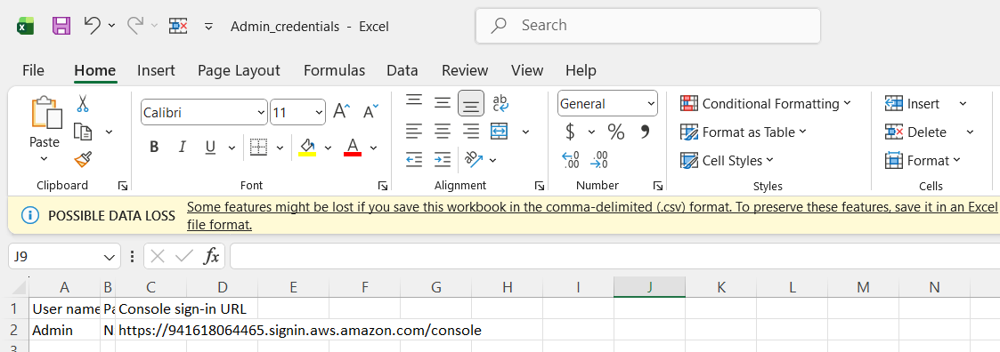 Admin_credentials - Excel
Search
File Home Insert Page Layout Formulas Data Review View Help
Paste
Clipboard
Calibri 11
B I U
Font
Alignment
General
$ % 9
Number
Conditional Formatting
Format as Table
Cell Styles
Styles
Insert
Delete
Format
Cells
POSSIBLE DATA LOSS Some features might be lost if you save this workbook in the comma-delimited (.csv) format. To preserve these features, save it in an Excel
file format.
J9 fx
A B C D E F G H I J K L M N
1 User name Pa Console sign-in URL
2 Admin N https://941618064465.signin.aws.amazon.com/console